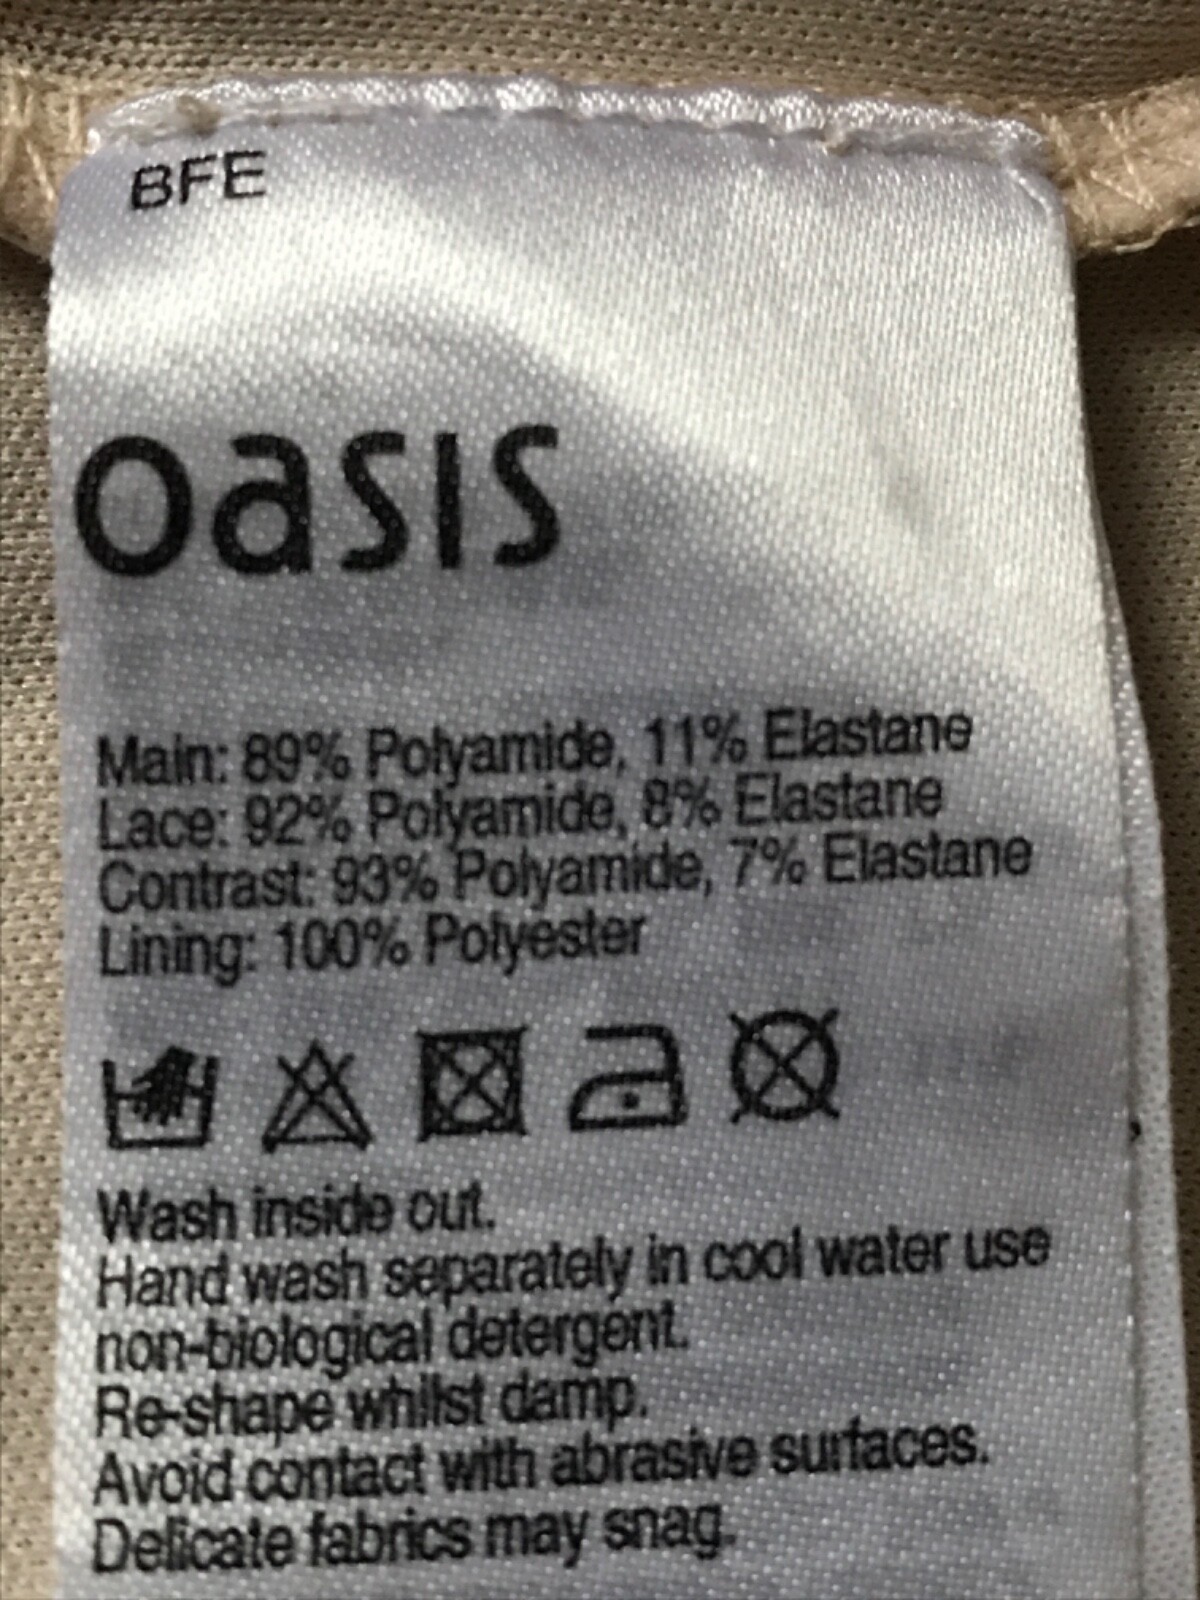 BFE
oasis
Main: 89% Polyamide, 11% Elastane
Lace: 92% Polyamide, 8% Elastane
Contrast: 93% Polyamide, 7% Elastane
Lining: 100% Polyester
Wash inside out.
Hand wash separately in cool water use
non-biological detergent.
Re-shape whilst damp.
Avoid contact with abrasive surfaces.
Delicate fabrics may snag.